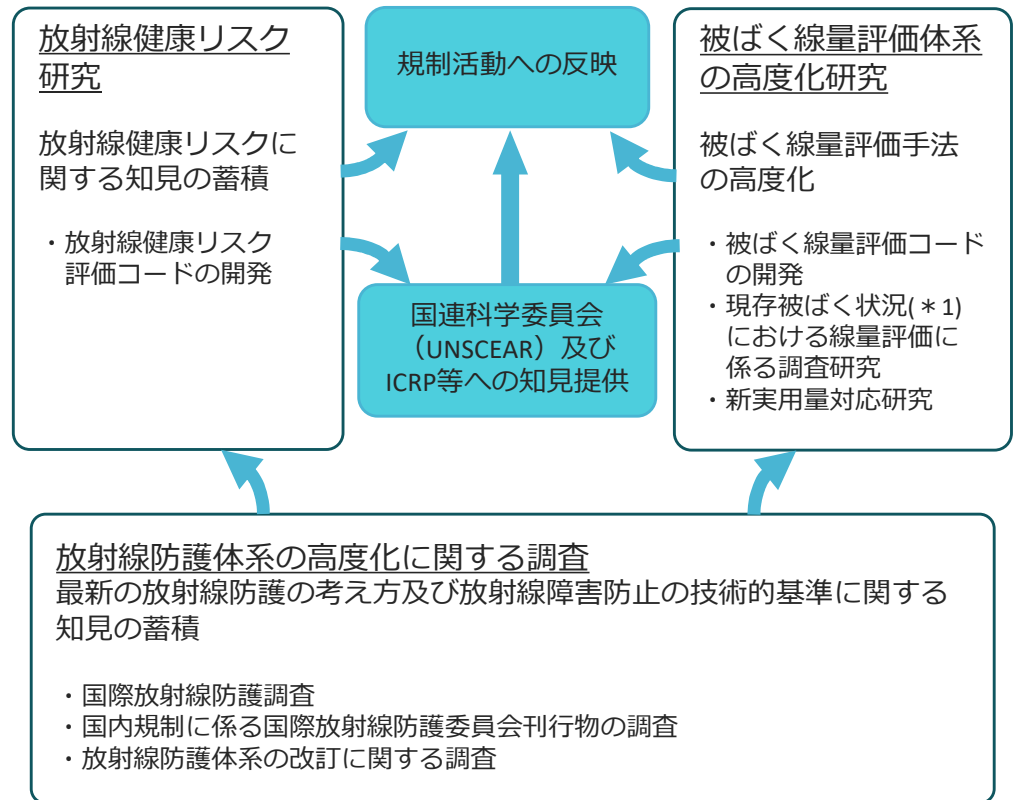 放射線健康リスク
研究
放射線健康リスクに
関する知見の蓄積
・放射線健康リスク
評価コードの開発
規制活動への反映
国連科学委員会
（UNSCEAR）及び
ICRP等への知見提供
被ばく線量評価体系
の高度化研究
被ばく線量評価手法
の高度化
・被ばく線量評価コード
の開発
・現存被ばく状況(＊1)
における線量評価に
係る調査研究
・新実用量対応研究
放射線防護体系の高度化に関する調査
最新の放射線防護の考え方及び放射線障害防止の技術的基準に関する
知見の蓄積
・国際放射線防護調査
・国内規制に係る国際放射線防護委員会刊行物の調査
・放射線防護体系の改訂に関する調査